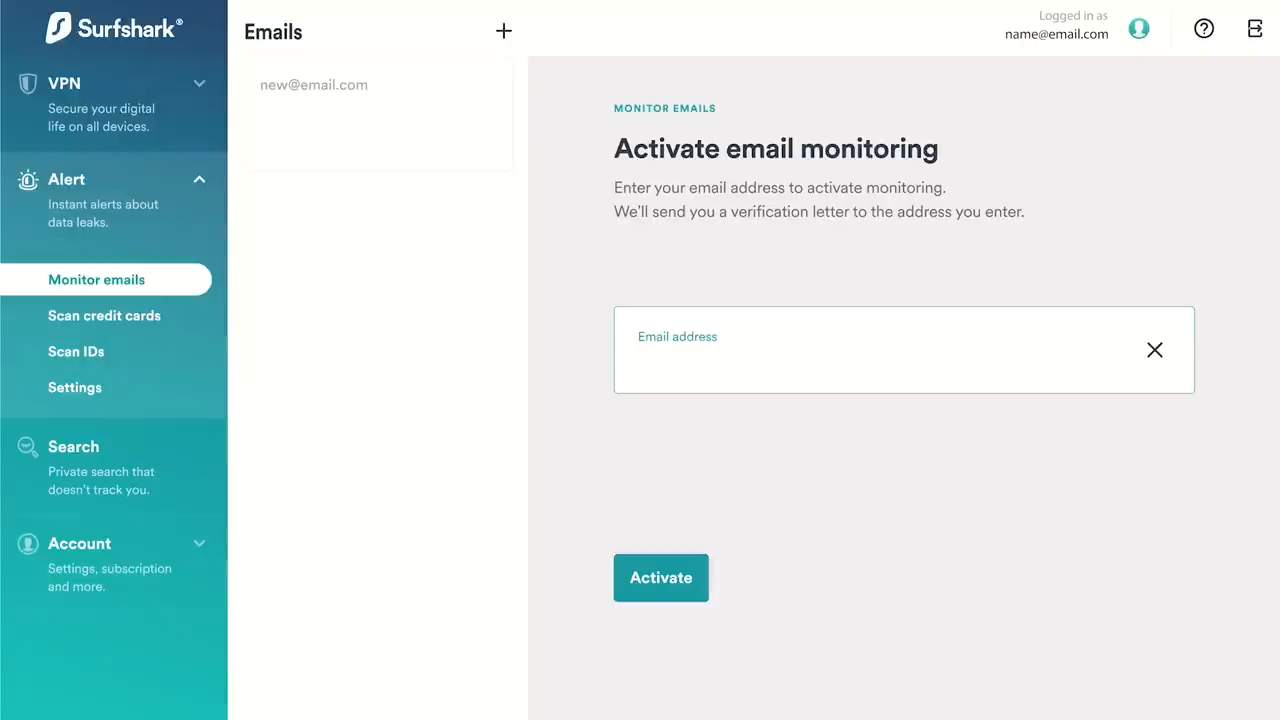 Surfshark®
VPN
Secure your digital
life on all devices.
Alert
Instant alerts about
data leaks.
Monitor emails
Scan credit cards
Scan IDs
Settings
Search
Private search that
doesn't track you.
Account
Settings, subscription
and more.
Emails
new@email.com
Logged in as
name@email.com
MONITOR EMAILS
Activate email monitoring
Enter your email address to activate monitoring.
We'll send you a verification letter to the address you enter.
Email address
Activate